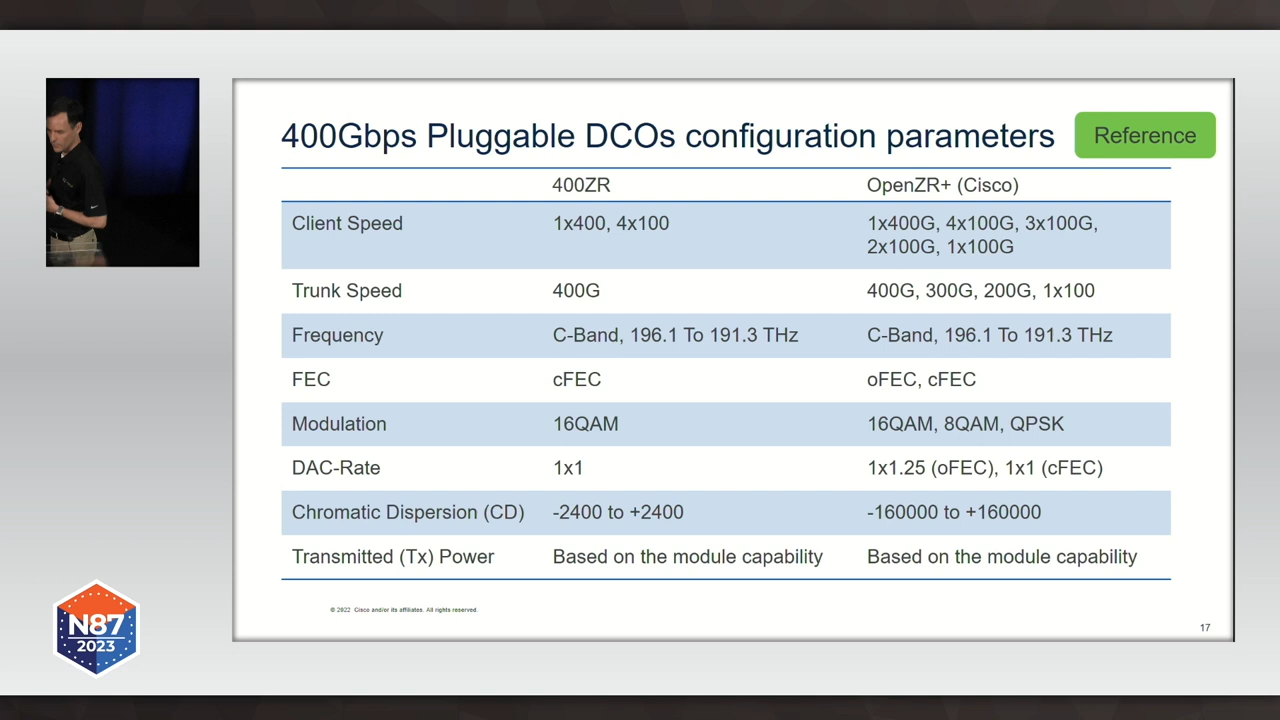 400Gbps Pluggable DCOs configuration parameters
Reference
400ZR OpenZR+ (Cisco)
Client Speed 1x400, 4x100 1x400G, 4x100G, 3x100G,
2x100G, 1x100G
Trunk Speed 400G 400G, 300G, 200G, 1x100
Frequency C-Band, 196.1 To 191.3 THz C-Band, 196.1 To 191.3 THz
FEC cFEC oFEC, cFEC
Modulation 16QAM 16QAM, 8QAM, QPSK
DAC-Rate 1x1 1x1.25 (oFEC), 1x1 (cFEC)
Chromatic Dispersion (CD) -2400 to +2400 -160000 to +160000
Transmitted (Tx) Power Based on the module capability Based on the module capability
© 2022 Cisco and/or its affiliates. All rights reserved.
17
N87
2023